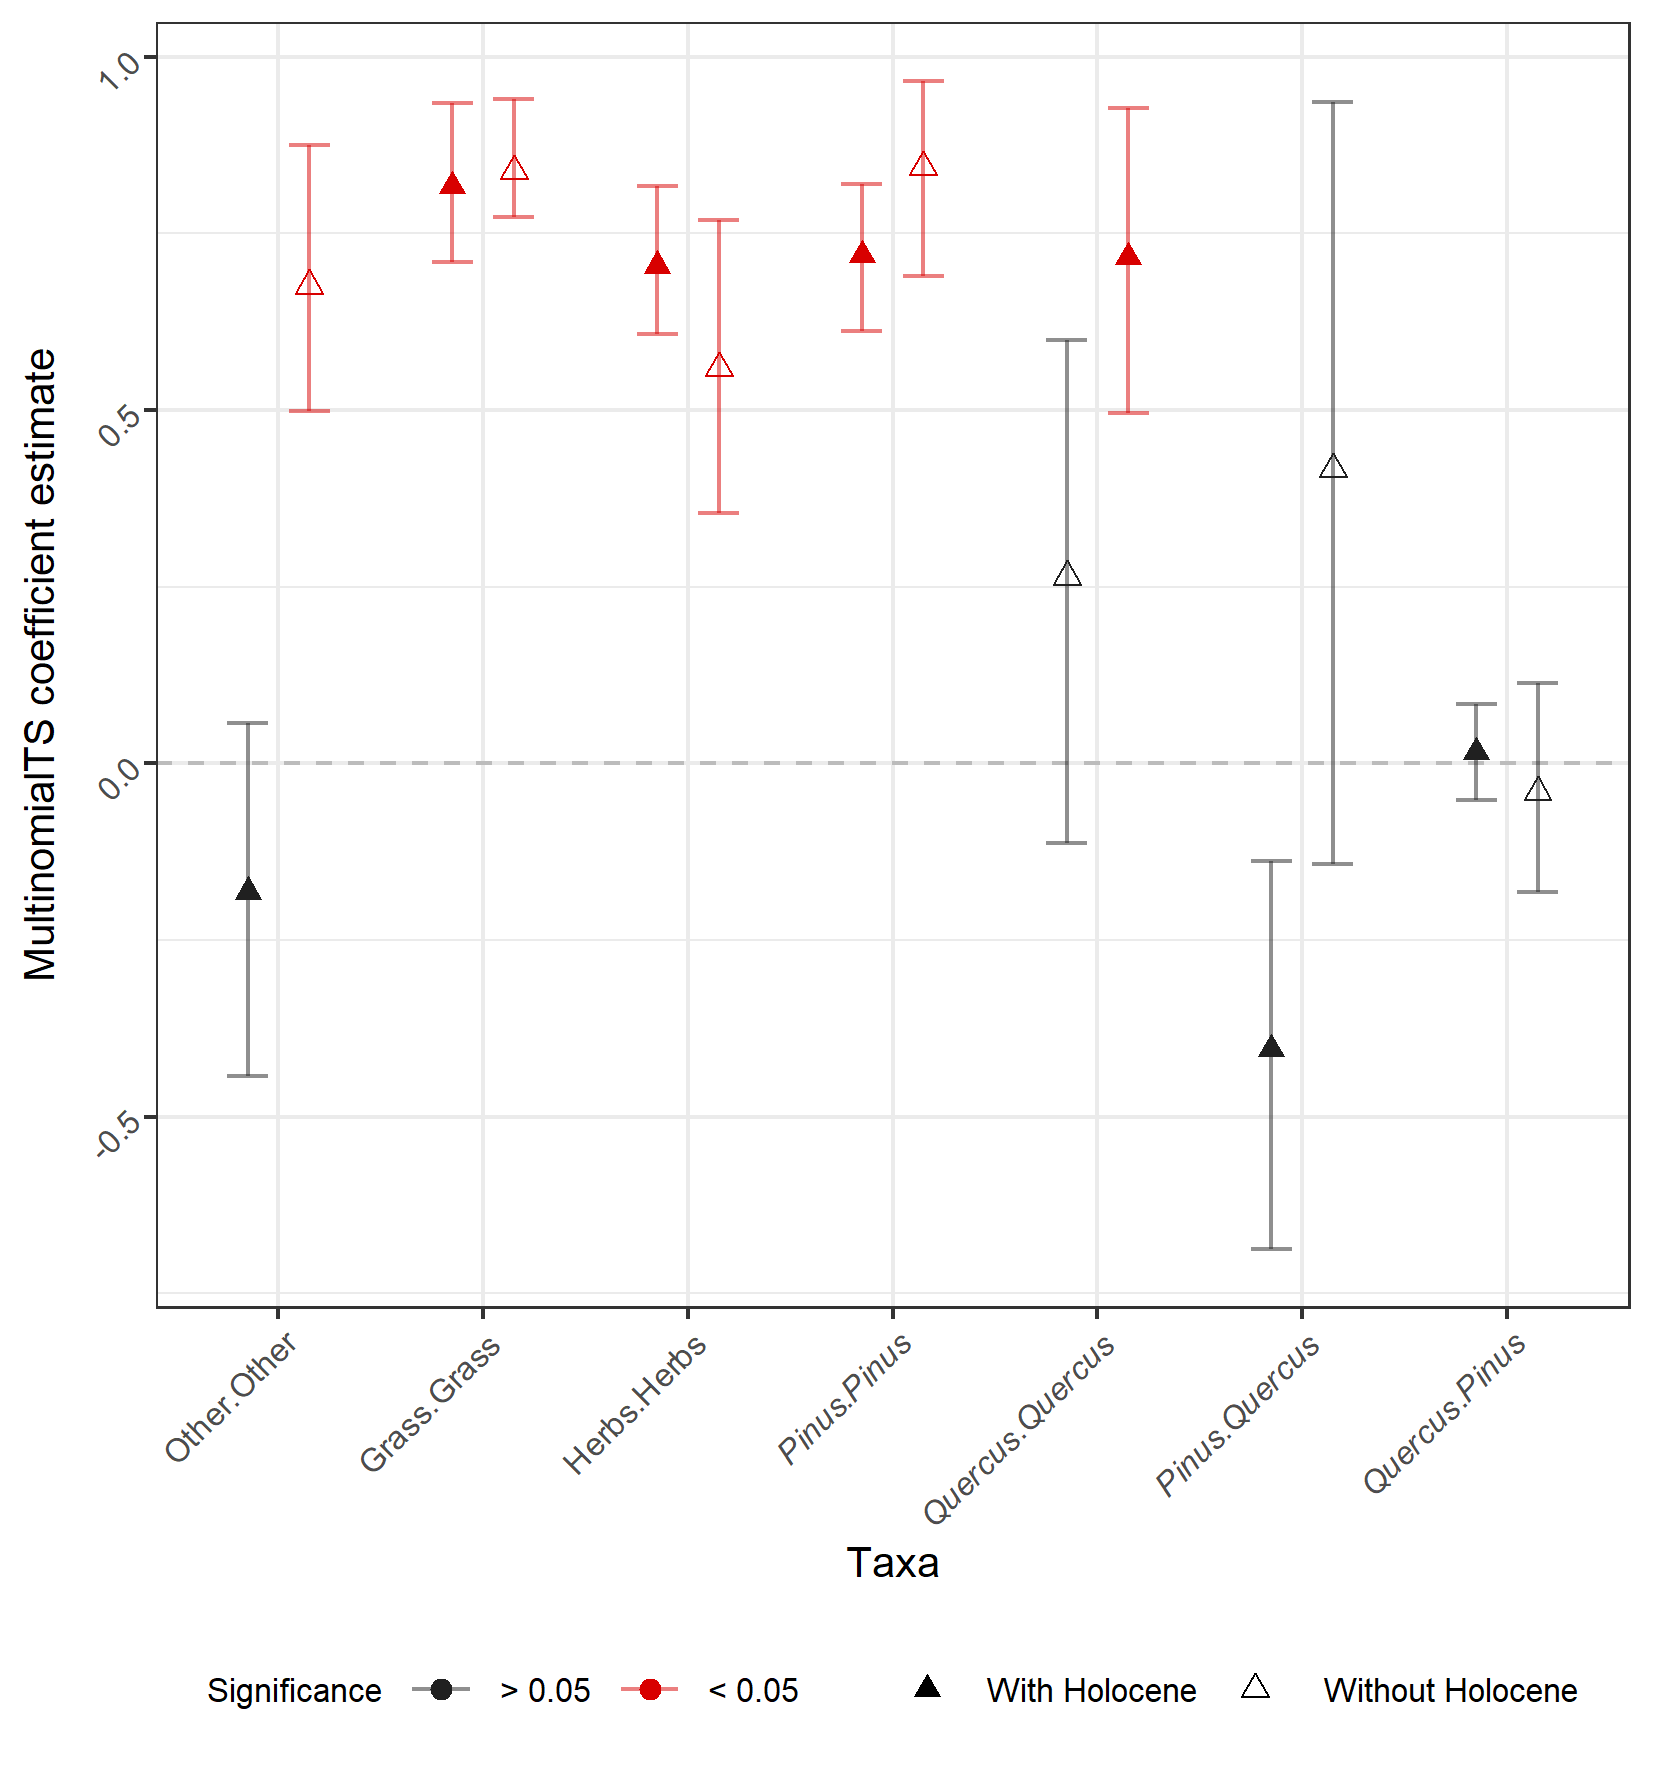 MultinomialTS coefficient estimate
1.0
0.5
0.0
-0.5
Other.Other
Grass.Grass
Herbs.Herbs
Pinus.Pinus
Quercus.Quercus
Pinus.Quercus
Quercus.Pinus
Taxa
Significance > 0.05 < 0.05 With Holocene Without Holocene